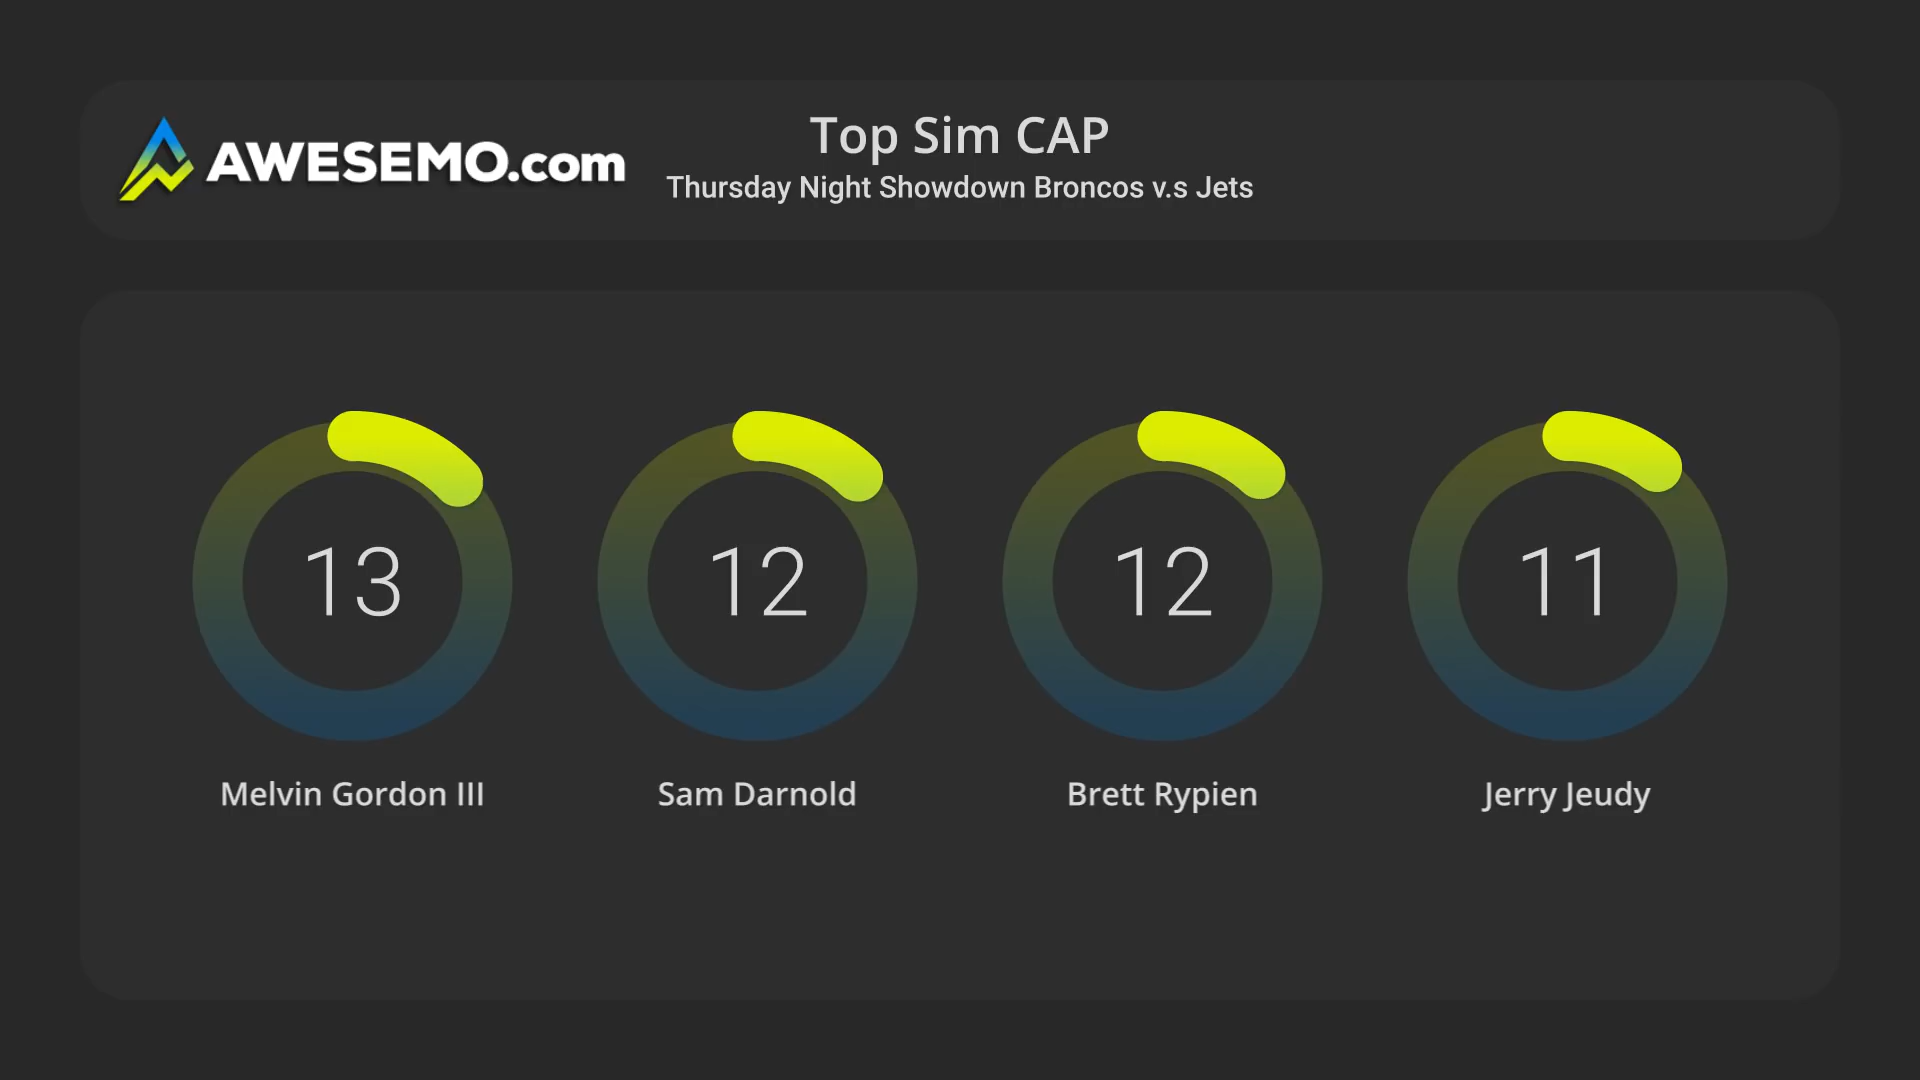 AWESEMO.com
Top Sim CAP
Thursday Night Showdown Broncos v.s Jets
13
12
12
11
Melvin Gordon III
Sam Darnold
Brett Rypien
Jerry Jeudy